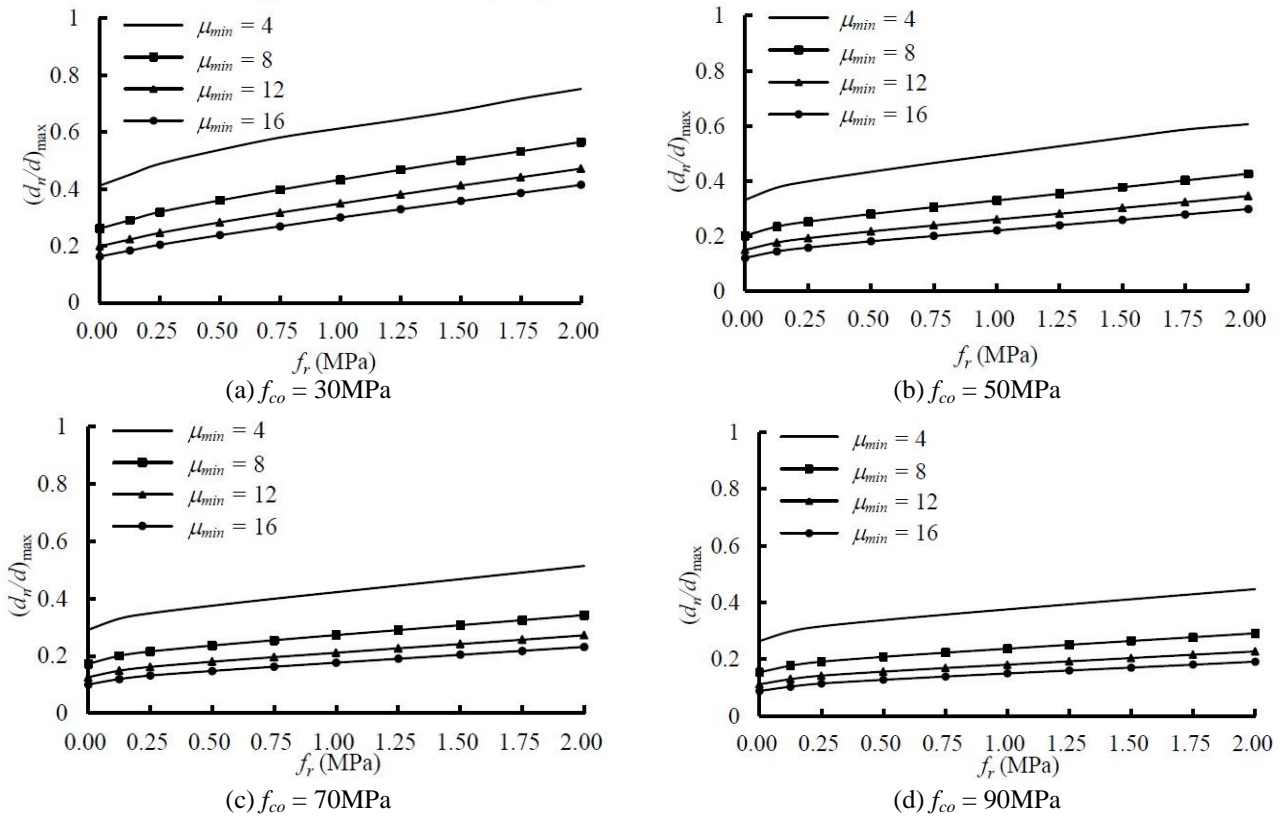 1
0.8
0.6
0.4
0.2
0
(dn/d)max
μmin = 4
μmin = 8
μmin = 12
μmin = 16
0.00 0.25 0.50 0.75 1.00 1.25 1.50 1.75 2.00
fr (MPa)
(a) fco = 30MPa
1
0.8
0.6
0.4
0.2
0
(dn/d)max
μmin = 4
μmin = 8
μmin = 12
μmin = 16
0.00 0.25 0.50 0.75 1.00 1.25 1.50 1.75 2.00
fr (MPa)
(b) fco = 50MPa
1
0.8
0.6
0.4
0.2
0
(dn/d)max
μmin = 4
μmin = 8
μmin = 12
μmin = 16
0.00 0.25 0.50 0.75 1.00 1.25 1.50 1.75 2.00
fr (MPa)
(c) fco = 70MPa
1
0.8
0.6
0.4
0.2
0
(dn/d)max
μmin = 4
μmin = 8
μmin = 12
μmin = 16
0.00 0.25 0.50 0.75 1.00 1.25 1.50 1.75 2.00
fr (MPa)
(d) fco = 90MPa